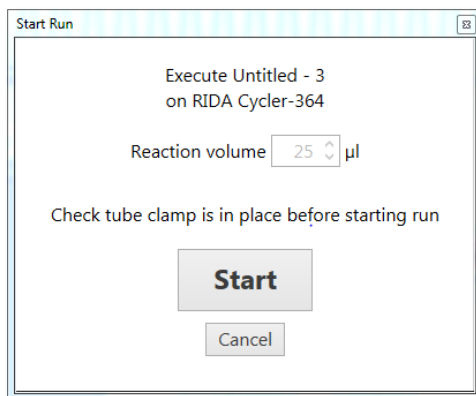 Start Run
Execute Untitled - 3
on RIDA Cycler-364
Reaction volume 25 µl
Check tube clamp is in place before starting run
Start
Cancel